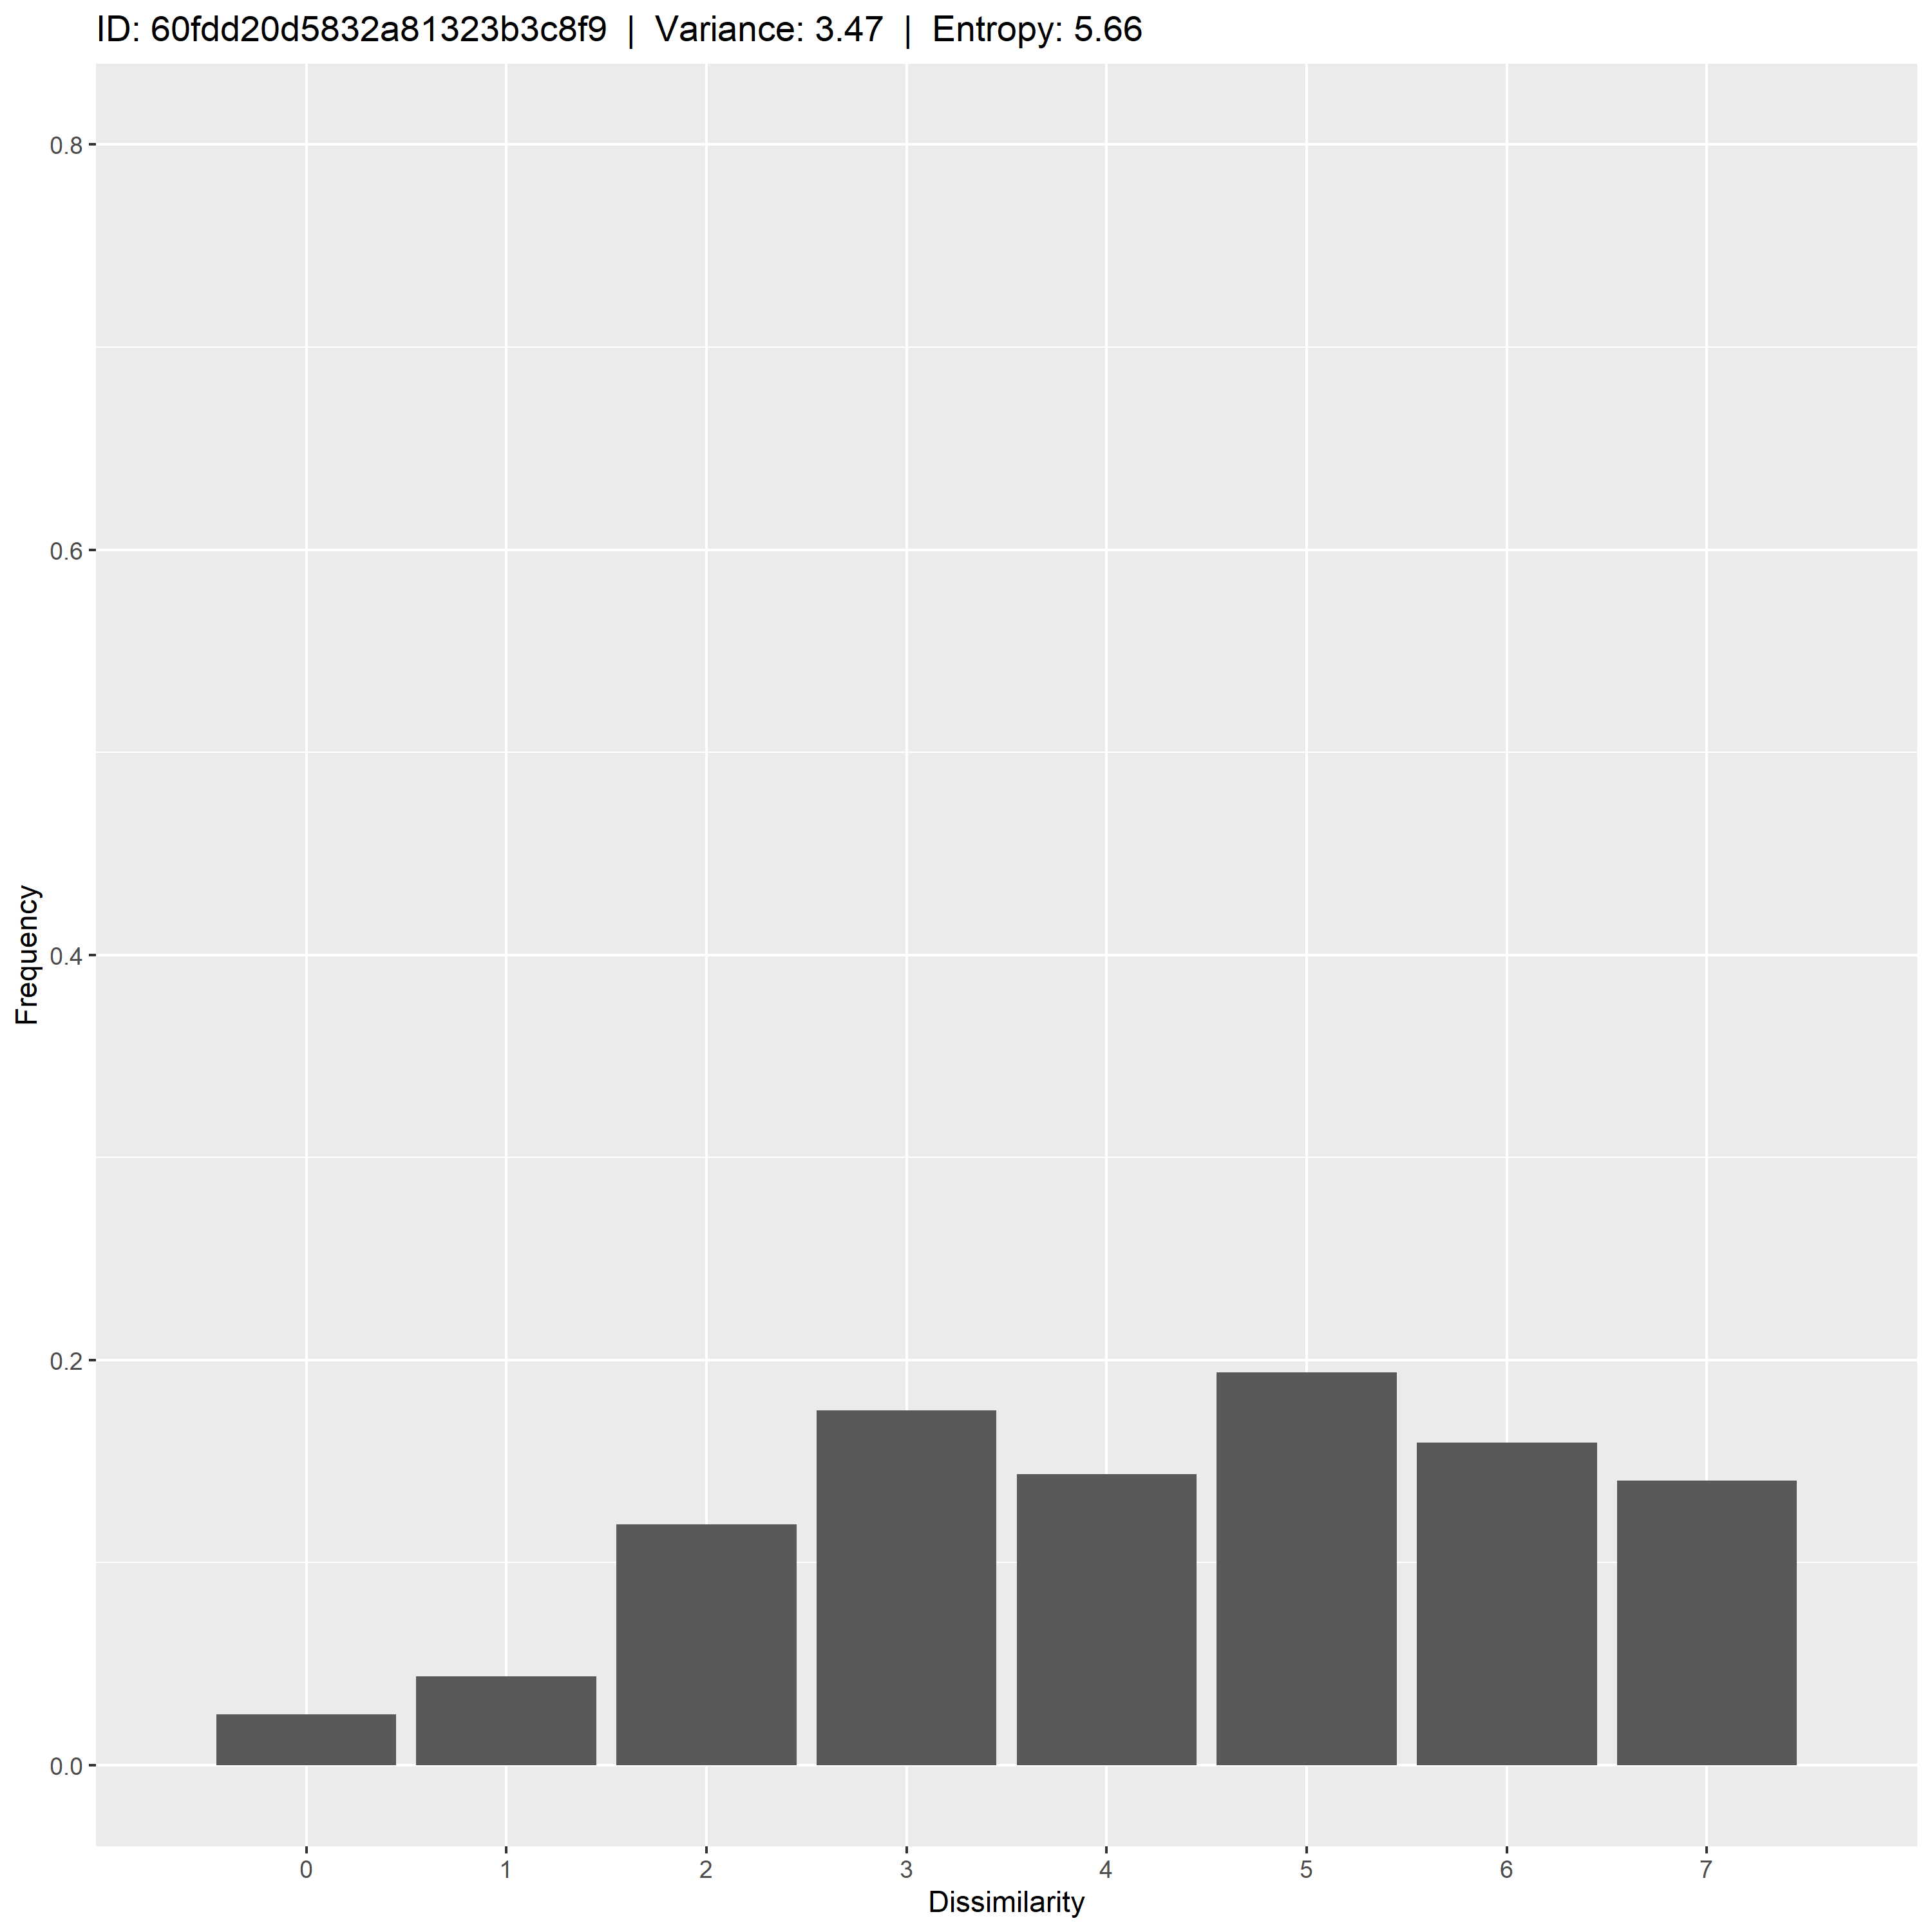 ID: 60fdd20d5832a81323b3c8f9 | Variance: 3.47 | Entropy: 5.66
0.8
0.6
0.4
0.2
0.0
Frequency
0 1 2 3 4 5 6 7
Dissimilarity